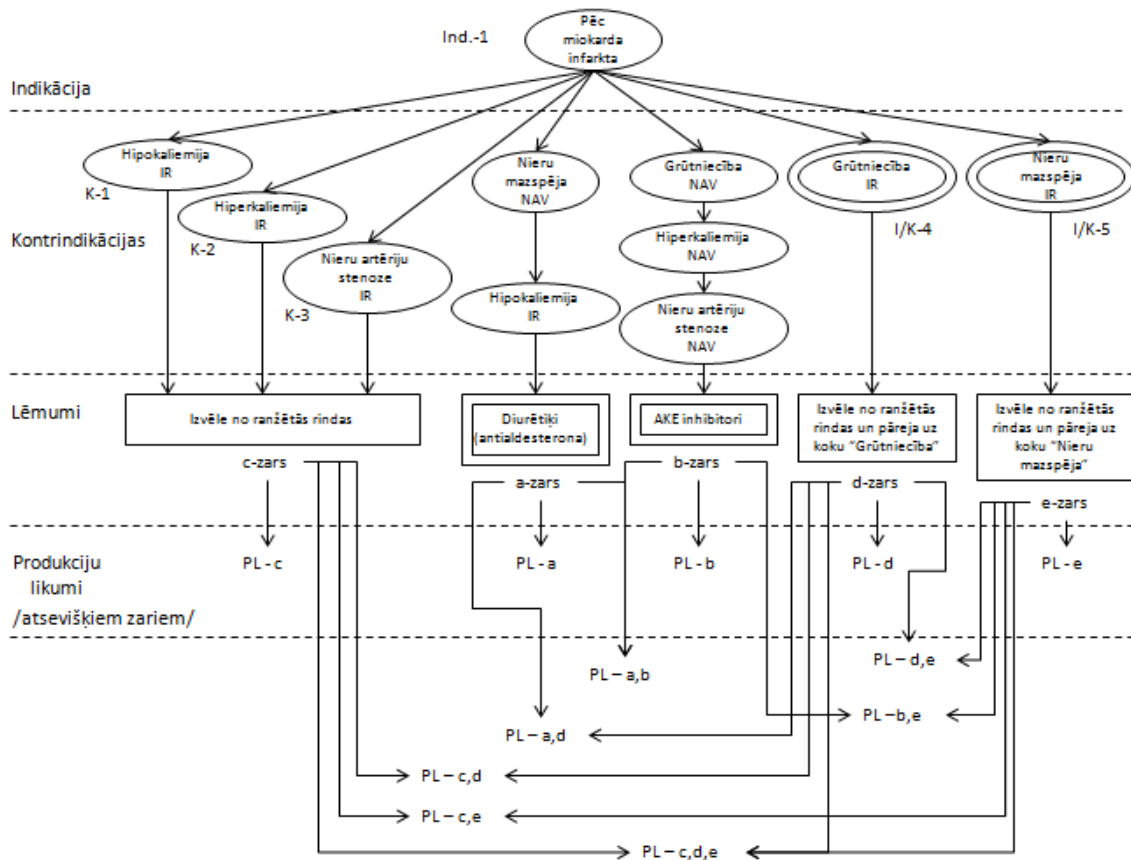 Ind.-1
Pēc
miokarda
infarkta
Indikācija
Hipokaliemija
IR
K-1
Hiperkaliemija
IR
K-2
Nieru artēriju
stenoze
IR
K-3
Nieru
mazspēja
NAV
Hipokaliemija
IR
Grūtniecība
NAV
Hiperkaliemija
NAV
Nieru artēriju
stenoze
NAV
Grūtniecība
IR
I/K-4
Nieru
mazspēja
IR
I/K-5
Kontrindikācijas
Lēmumi
Izvēle no ranžētās rindas
Diurētiķi
(antialdesterona)
AKE inhibitori
Izvēle no ranžētās
rindas un pāreja uz
koku “Grūtniecība”
Izvēle no ranžētās
rindas un pāreja uz
koku “Nieru
mazspēja”
c-zars
a-zars
b-zars
d-zars
e-zars
Produkciju
likumi
/atsevišķiem zariem/
PL - c
PL - a
PL - b
PL - d
PL - e
PL – d,e
PL – a,b
PL – b,e
PL – a,d
PL – c,d
PL – c,e
PL – c,d,e